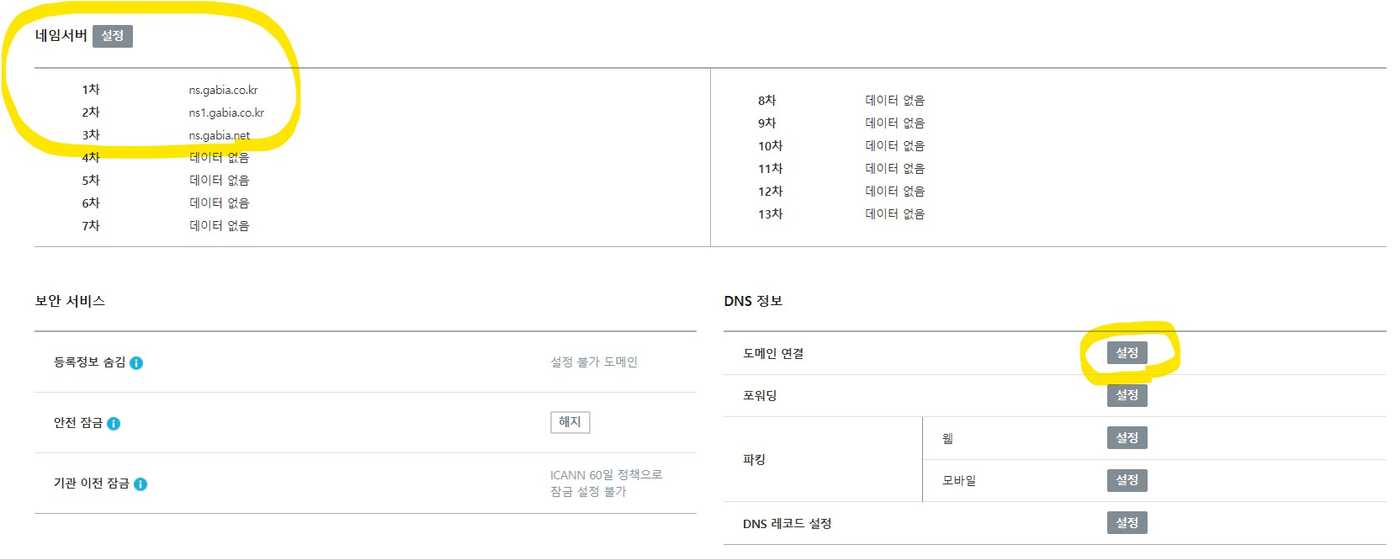 네임서버 설정
1차 ns.gabia.co.kr
2차 ns1.gabia.co.kr
3차 ns.gabia.net
4차 데이터 없음
5차 데이터 없음
6차 데이터 없음
7차 데이터 없음
8차 데이터 없음
9차 데이터 없음
10차 데이터 없음
11차 데이터 없음
12차 데이터 없음
13차 데이터 없음
보안 서비스
등록정보 숨김 i 설정 불가 도메인
안전 잠금 i 해지
기관 이전 잠금 i ICANN 60일 정책으로
잠금 설정 불가
DNS 정보
도메인 연결 설정
포워딩 설정
파킹
웹 설정
모바일 설정
DNS 레코드 설정 설정